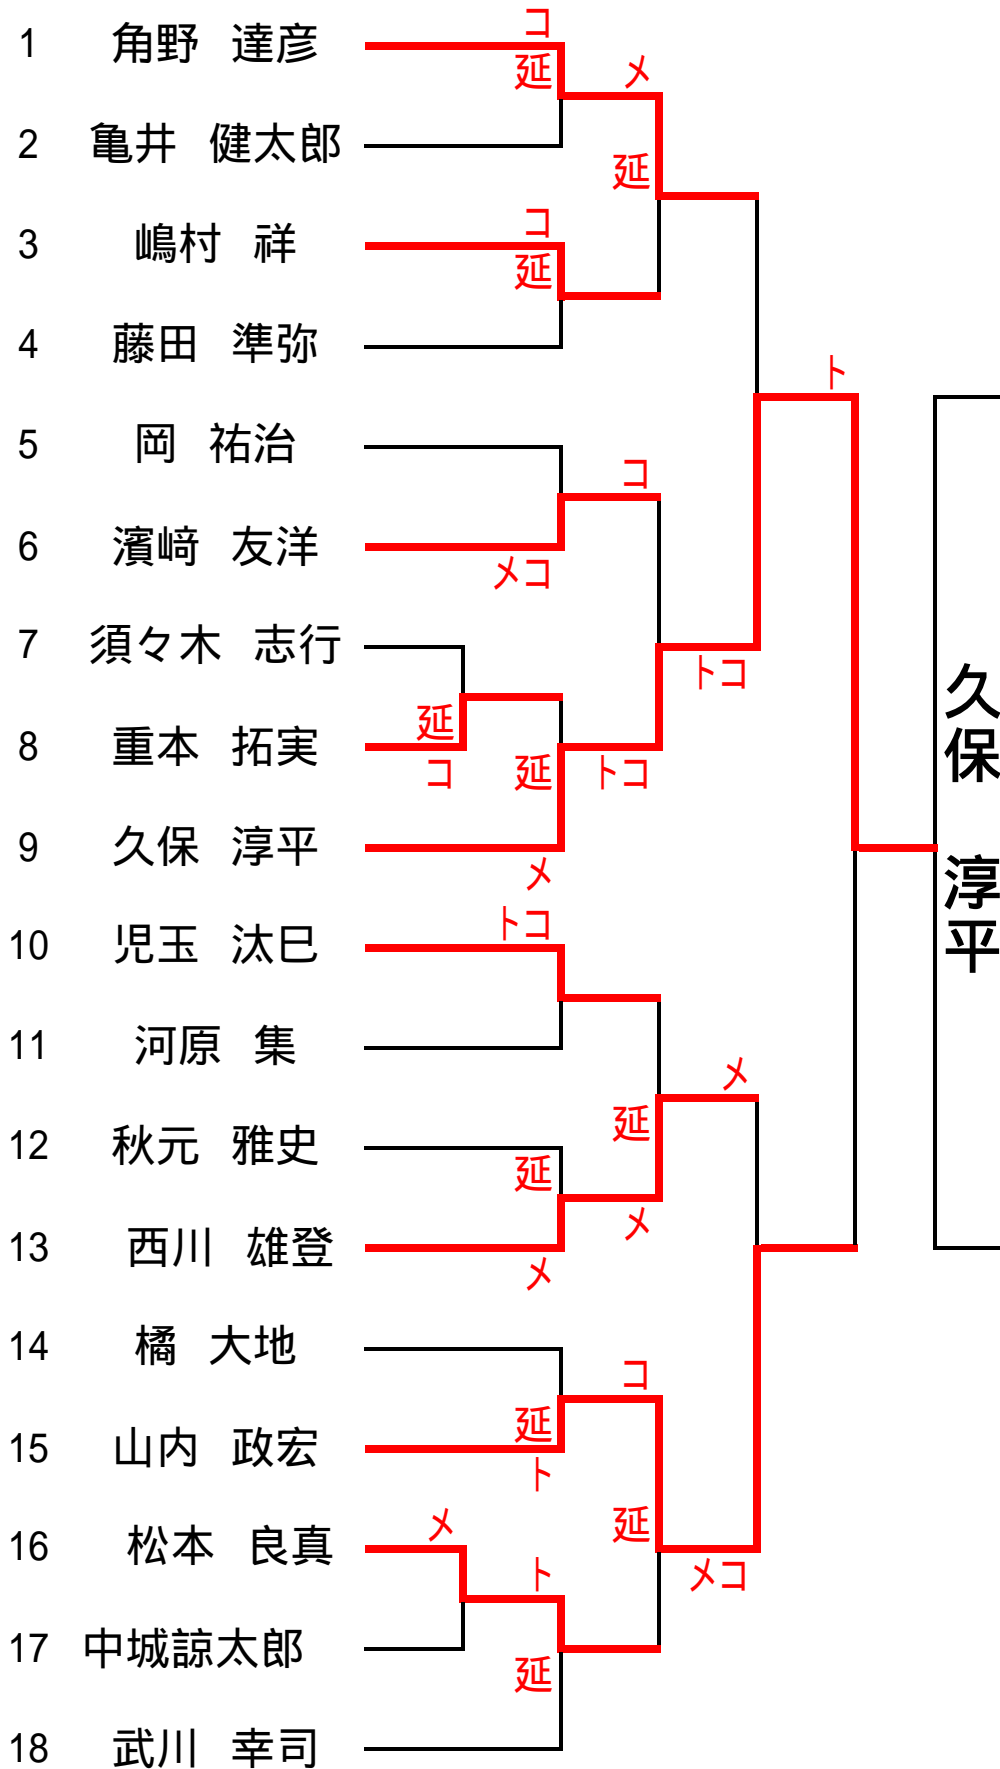 コ
1 角野 達彦
延 メ
2 亀井 健太郎
延
コ
3 嶋村 祥
延
4 藤田 準弥
ト
5 岡 祐治
コ
6 濱﨑 友洋
メコ
7 須々木 志行
トコ
延
8 重本 拓実
コ 延 トコ
9 久保 淳平
メ
久保 淳平
トコ
10 児玉 汰巳
11 河原 集
メ
延
12 秋元 雅史
延
メ
13 西川 雄登
メ
14 橘 大地
コ
延
15 山内 政宏
ト
メ 延
16 松本 良真
ト メコ
17 中城諒太郎
延
18 武川 幸司